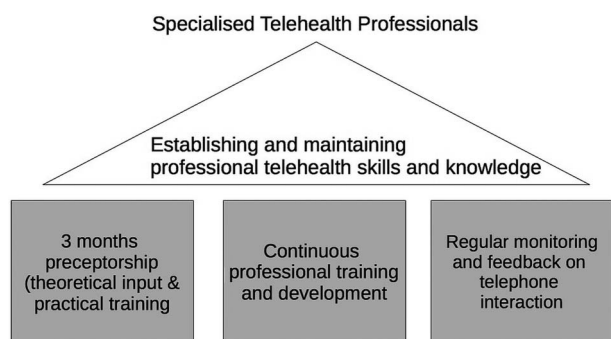 Specialised Telehealth Professionals
Establishing and maintaining
professional telehealth skills and knowledge
3 months
preceptorship
(theoretical input &
practical training
Continuous
professional training
and development
Regular monitoring
and feedback on
telephone
interaction